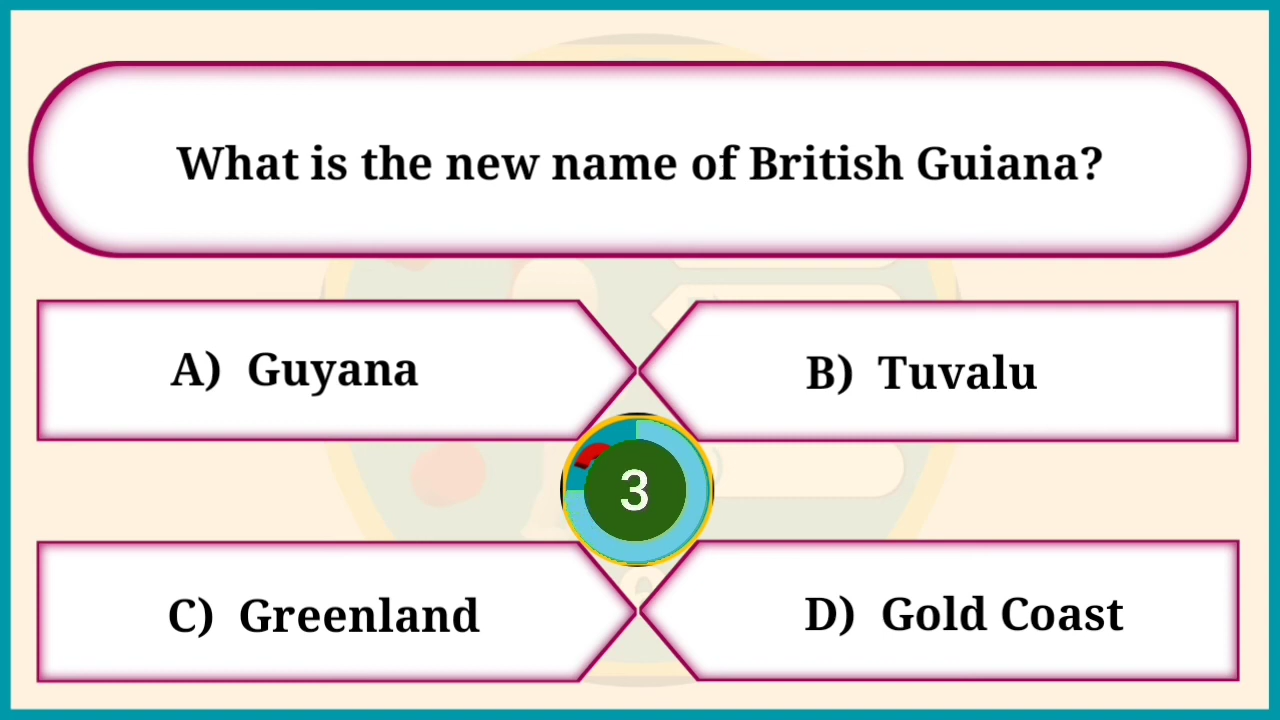 What is the new name of British Guiana?
A) Guyana
B) Tuvalu
3
C) Greenland
D) Gold Coast